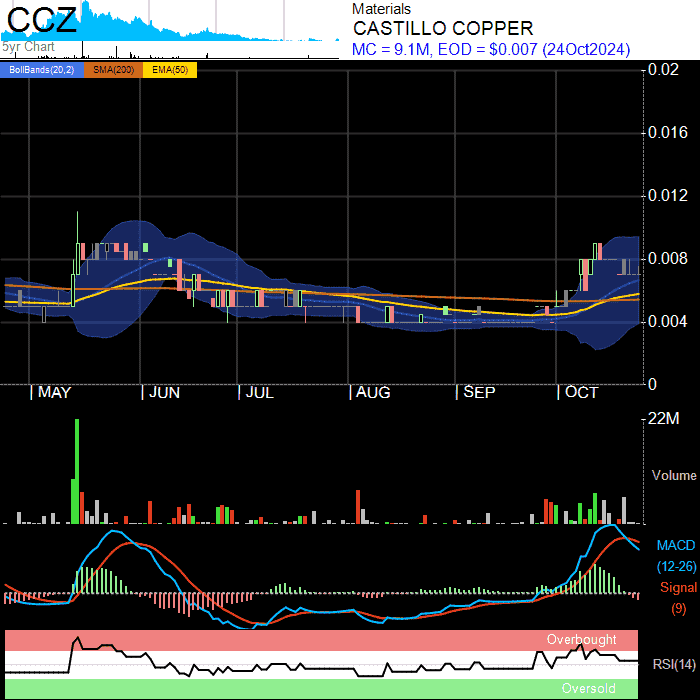 CCZ
5yr Chart
Materials
CASTILLO COPPER
MC = 9.1M, EOD = $0.007 (24Oct2024)
BollBands(20,2) SMA(200) EMA(50)
0.02
0.016
0.012
0.008
0.004
0
MAY JUN JUL AUG SEP OCT
22M
Volume
MACD
(12-26)
Signal
(9)
Overbought
RSI(14)
Oversold